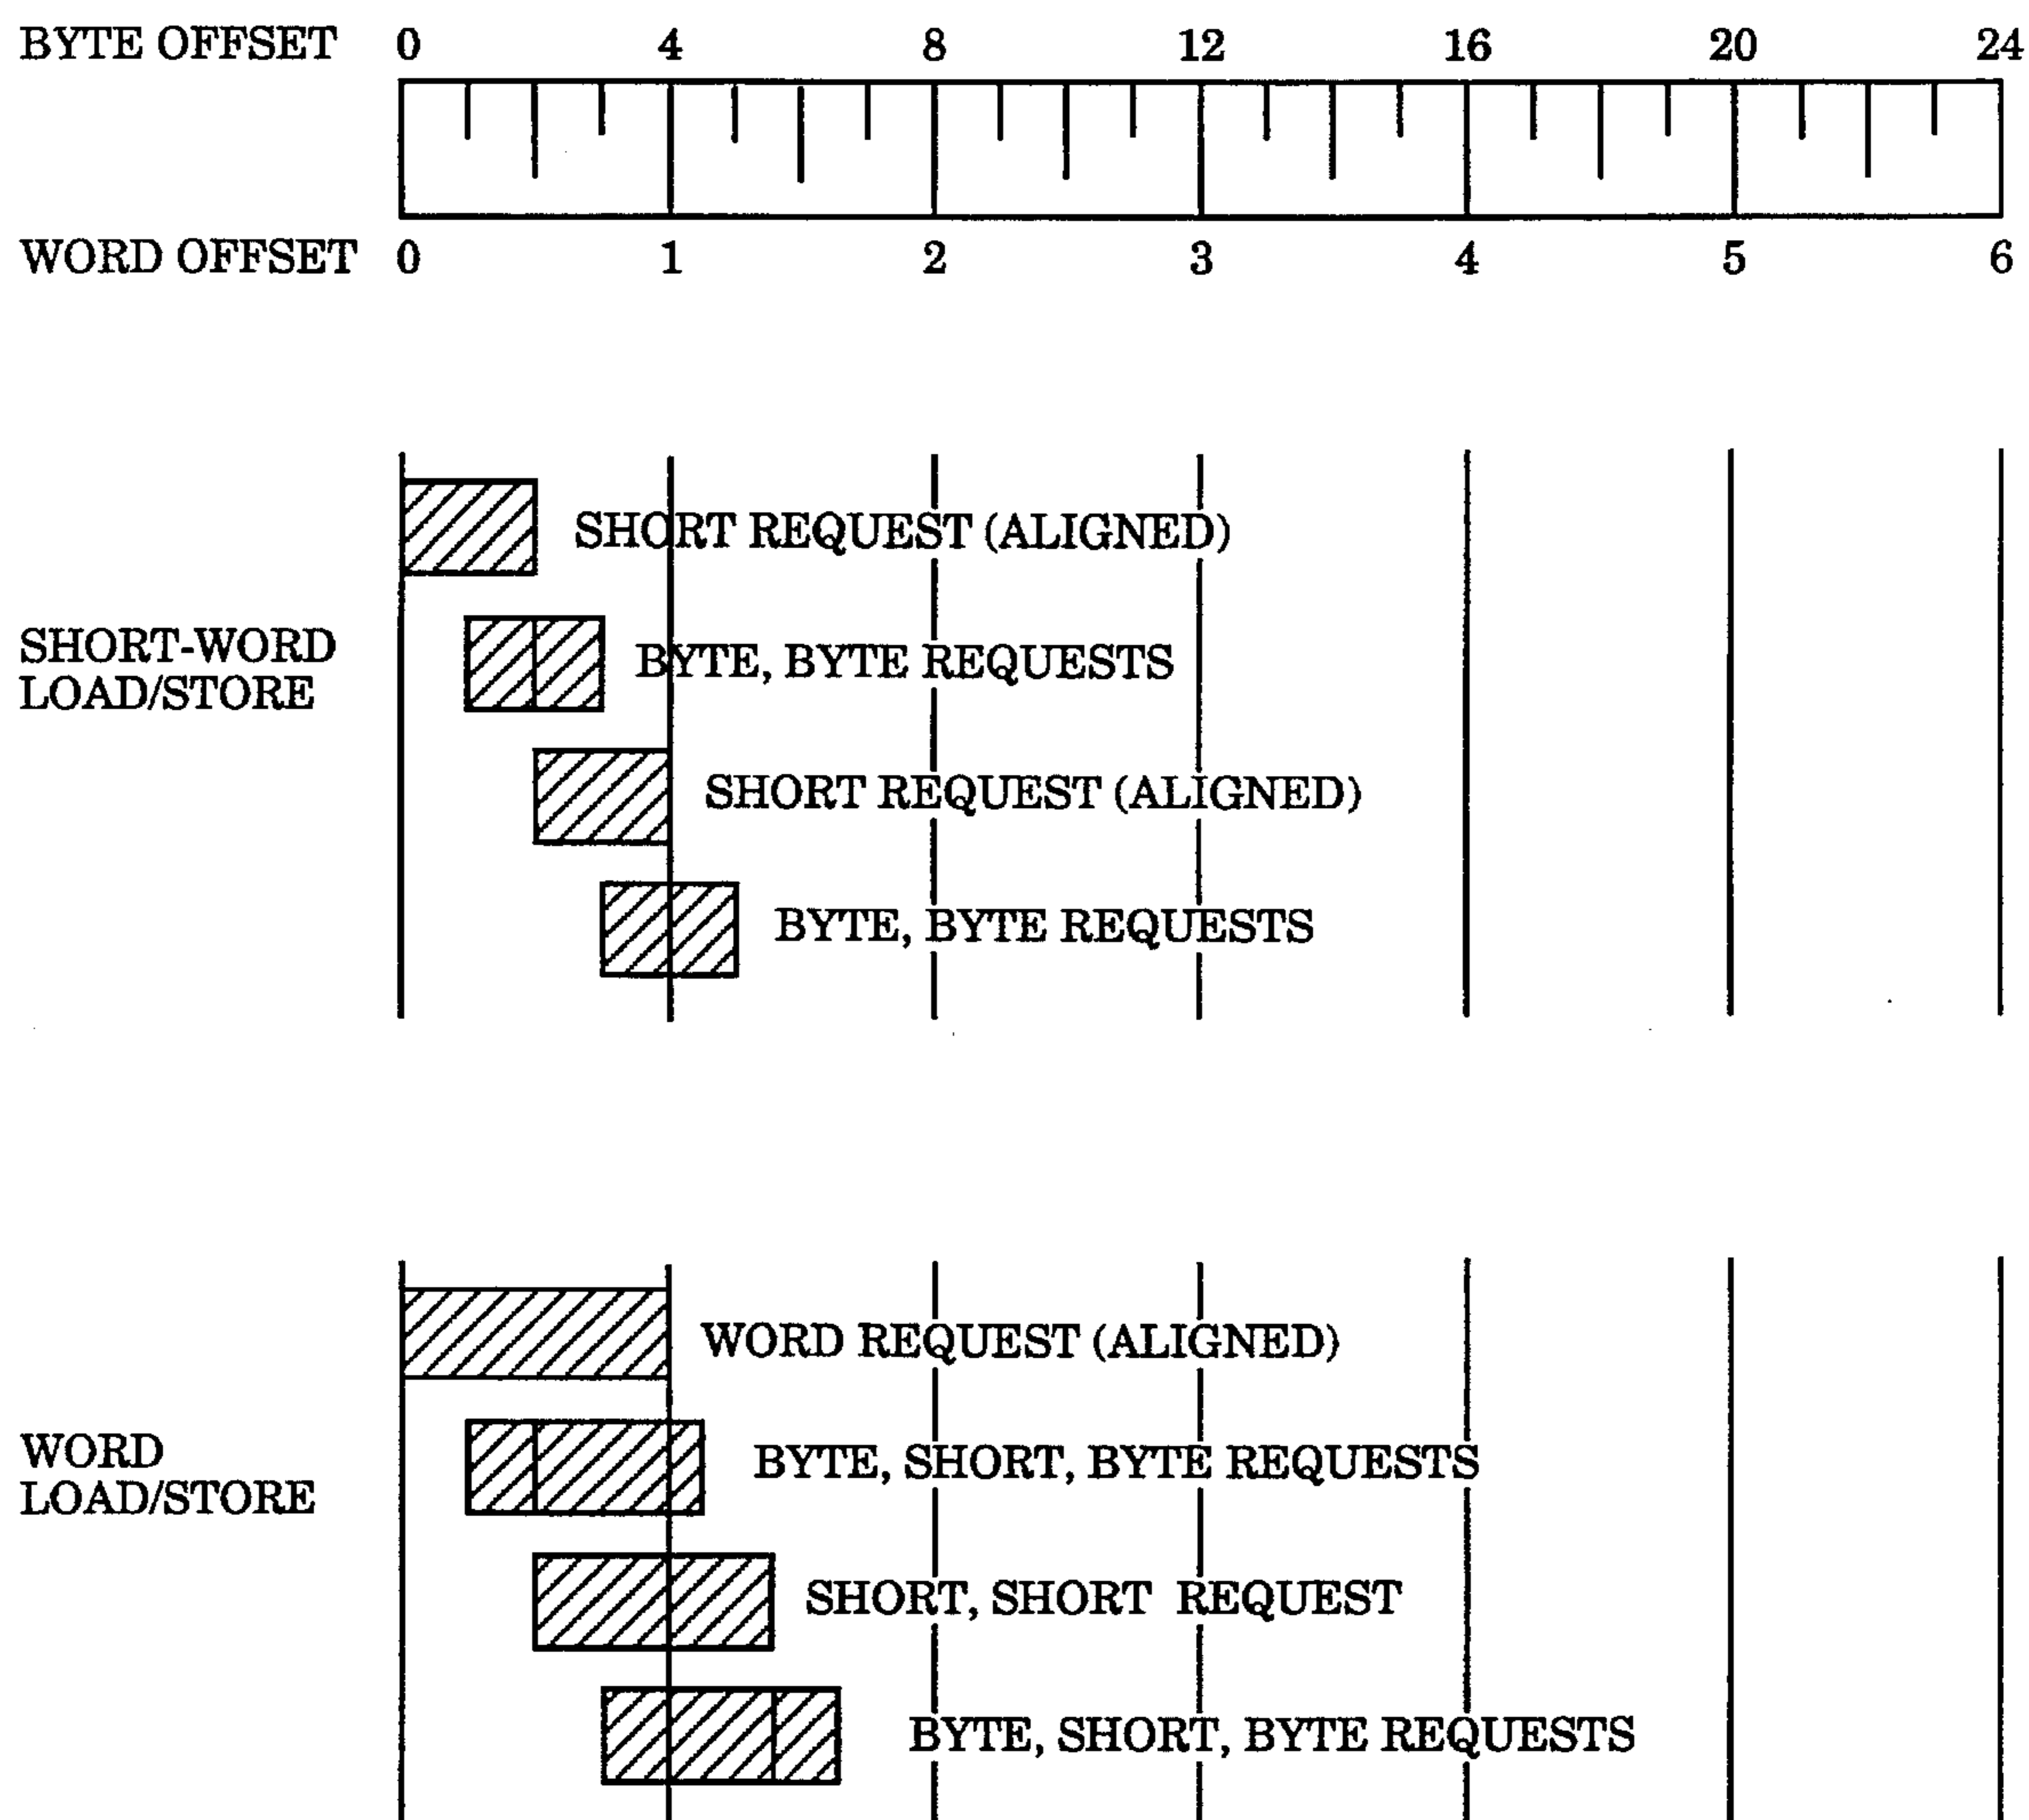 BYTE OFFSET 0 4 8 12 16 20 24
WORD OFFSET 0 1 2 3 4 5 6
SHORT REQUEST (ALIGNED)
SHORT-WORD
LOAD/STORE
BYTE, BYTE REQUESTS
SHORT REQUEST (ALIGNED)
BYTE, BYTE REQUESTS
WORD REQUEST (ALIGNED)
WORD
LOAD/STORE
BYTE, SHORT, BYTE REQUESTS
SHORT, SHORT REQUEST
BYTE, SHORT, BYTE REQUESTS